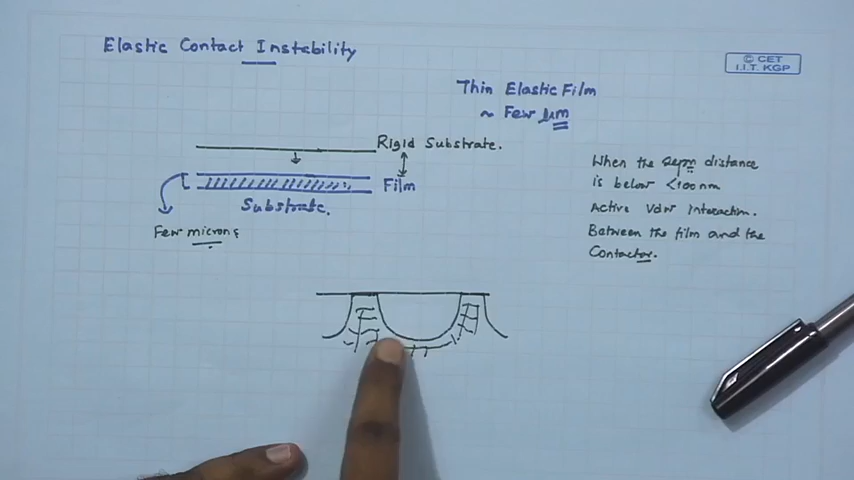 Elastic Contact Instability
© CET
I.I.T. KGP
Thin Elastic Film
~ Few μm
Rigid Substrate.
Film
Substrate.
Few microns
When the sepn distance
is below <100nm
Active Vdw Interaction.
Between the film and the
Contactor.